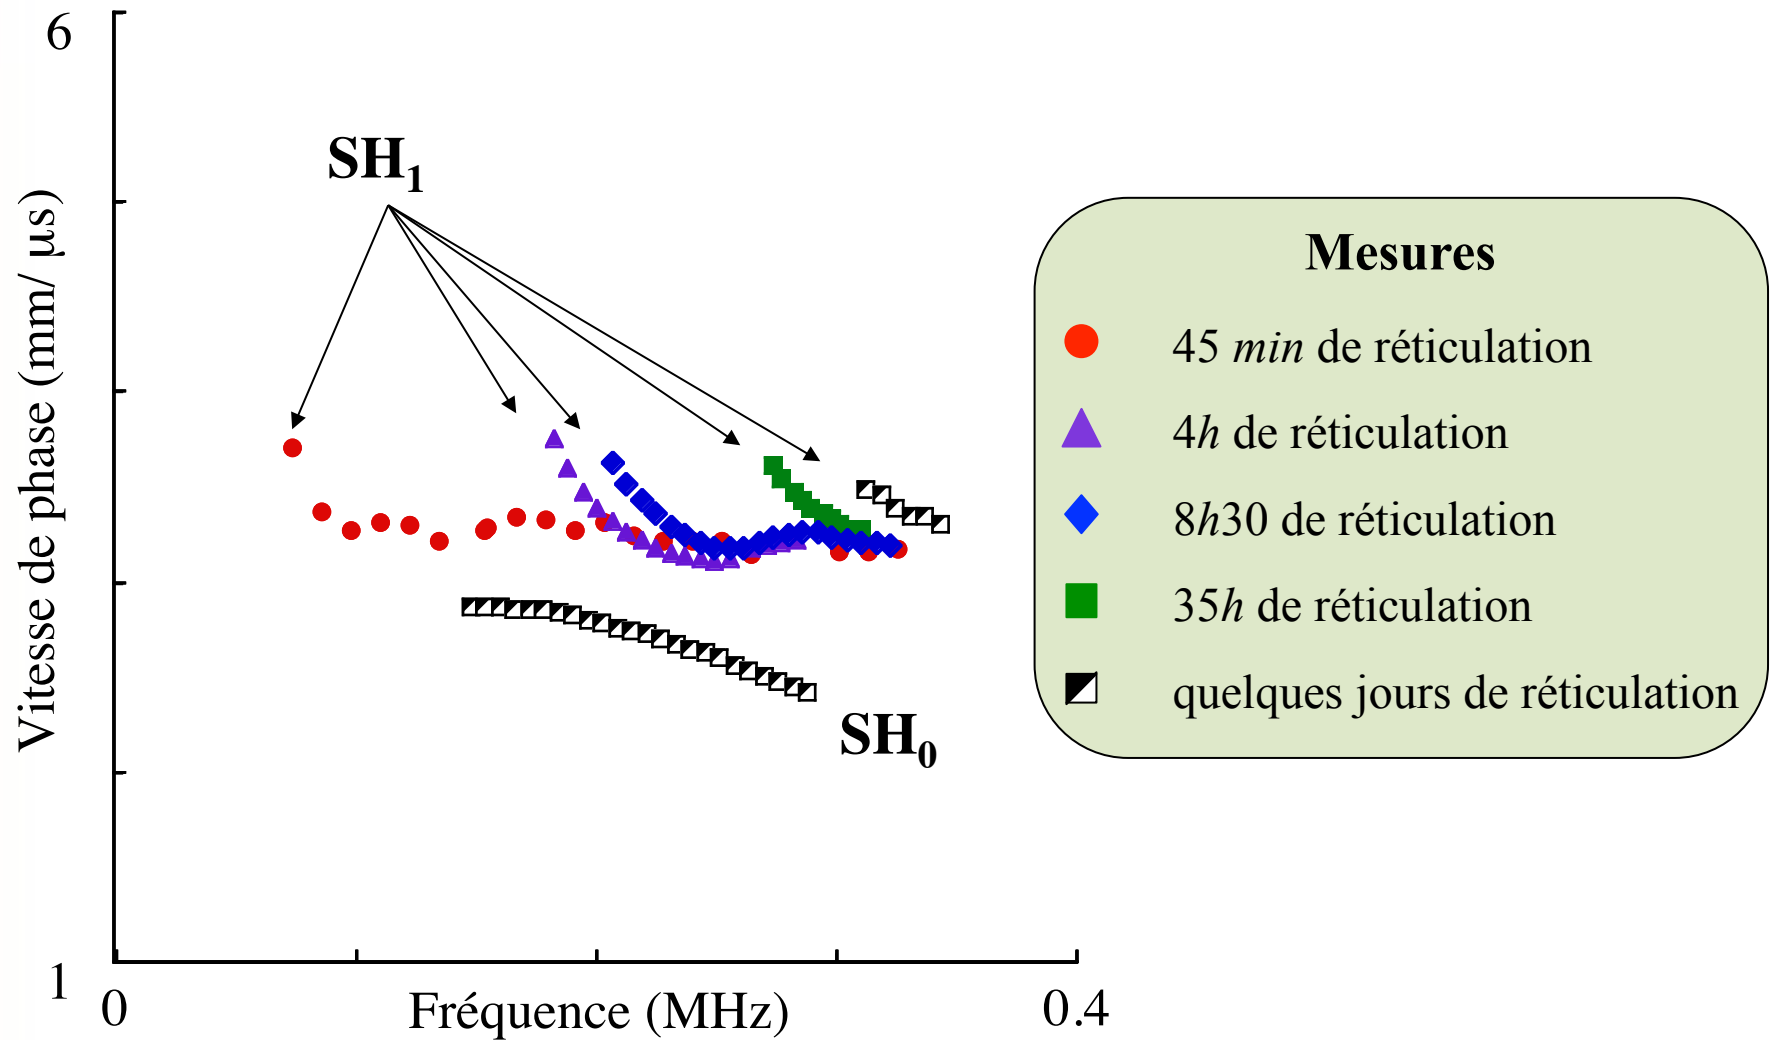 6
SH₁
Vitesse de phase (mm/ µs)
SH₀
1
0
Fréquence (MHz)
0.4
Mesures
45 min de réticulation
4h de réticulation
8h30 de réticulation
35h de réticulation
quelques jours de réticulation